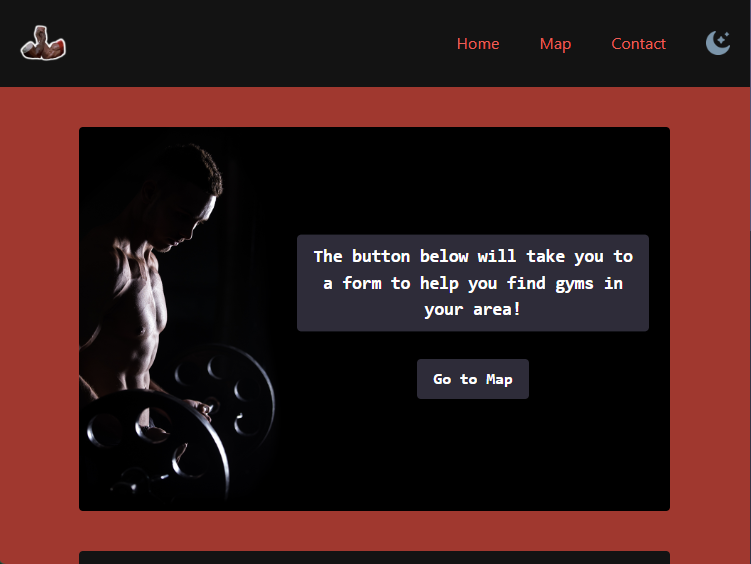 Home Map Contact
The button below will take you to
a form to help you find gyms in
your area!
Go to Map